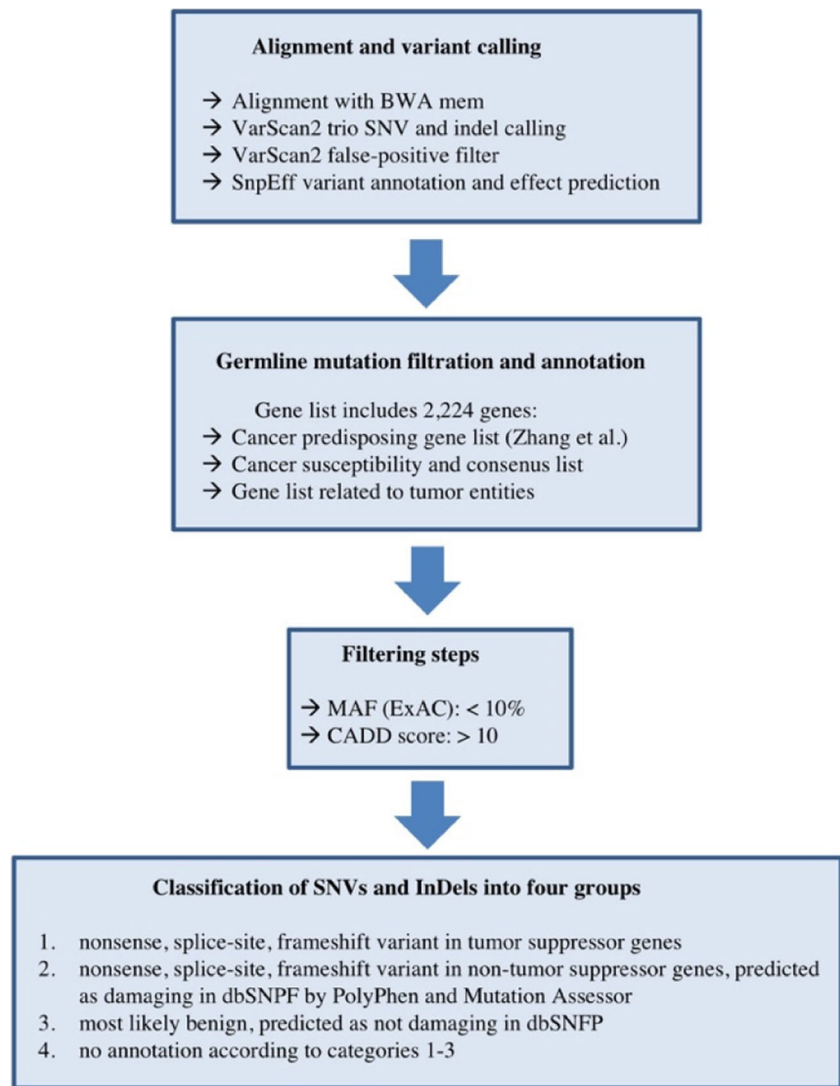 Alignment and variant calling
→ Alignment with BWA mem
→ VarScan2 trio SNV and indel calling
→ VarScan2 false-positive filter
→ SnpEff variant annotation and effect prediction
Germline mutation filtration and annotation
Gene list includes 2,224 genes:
→ Cancer predisposing gene list (Zhang et al.)
→ Cancer susceptibility and consenus list
→ Gene list related to tumor entities
Filtering steps
→ MAF (ExAC): < 10%
→ CADD score: > 10
Classification of SNVs and InDels into four groups
1. nonsense, splice-site, frameshift variant in tumor suppressor genes
2. nonsense, splice-site, frameshift variant in non-tumor suppressor genes, predicted
as damaging in dbSNPF by PolyPhen and Mutation Assessor
3. most likely benign, predicted as not damaging in dbSNFP
4. no annotation according to categories 1-3